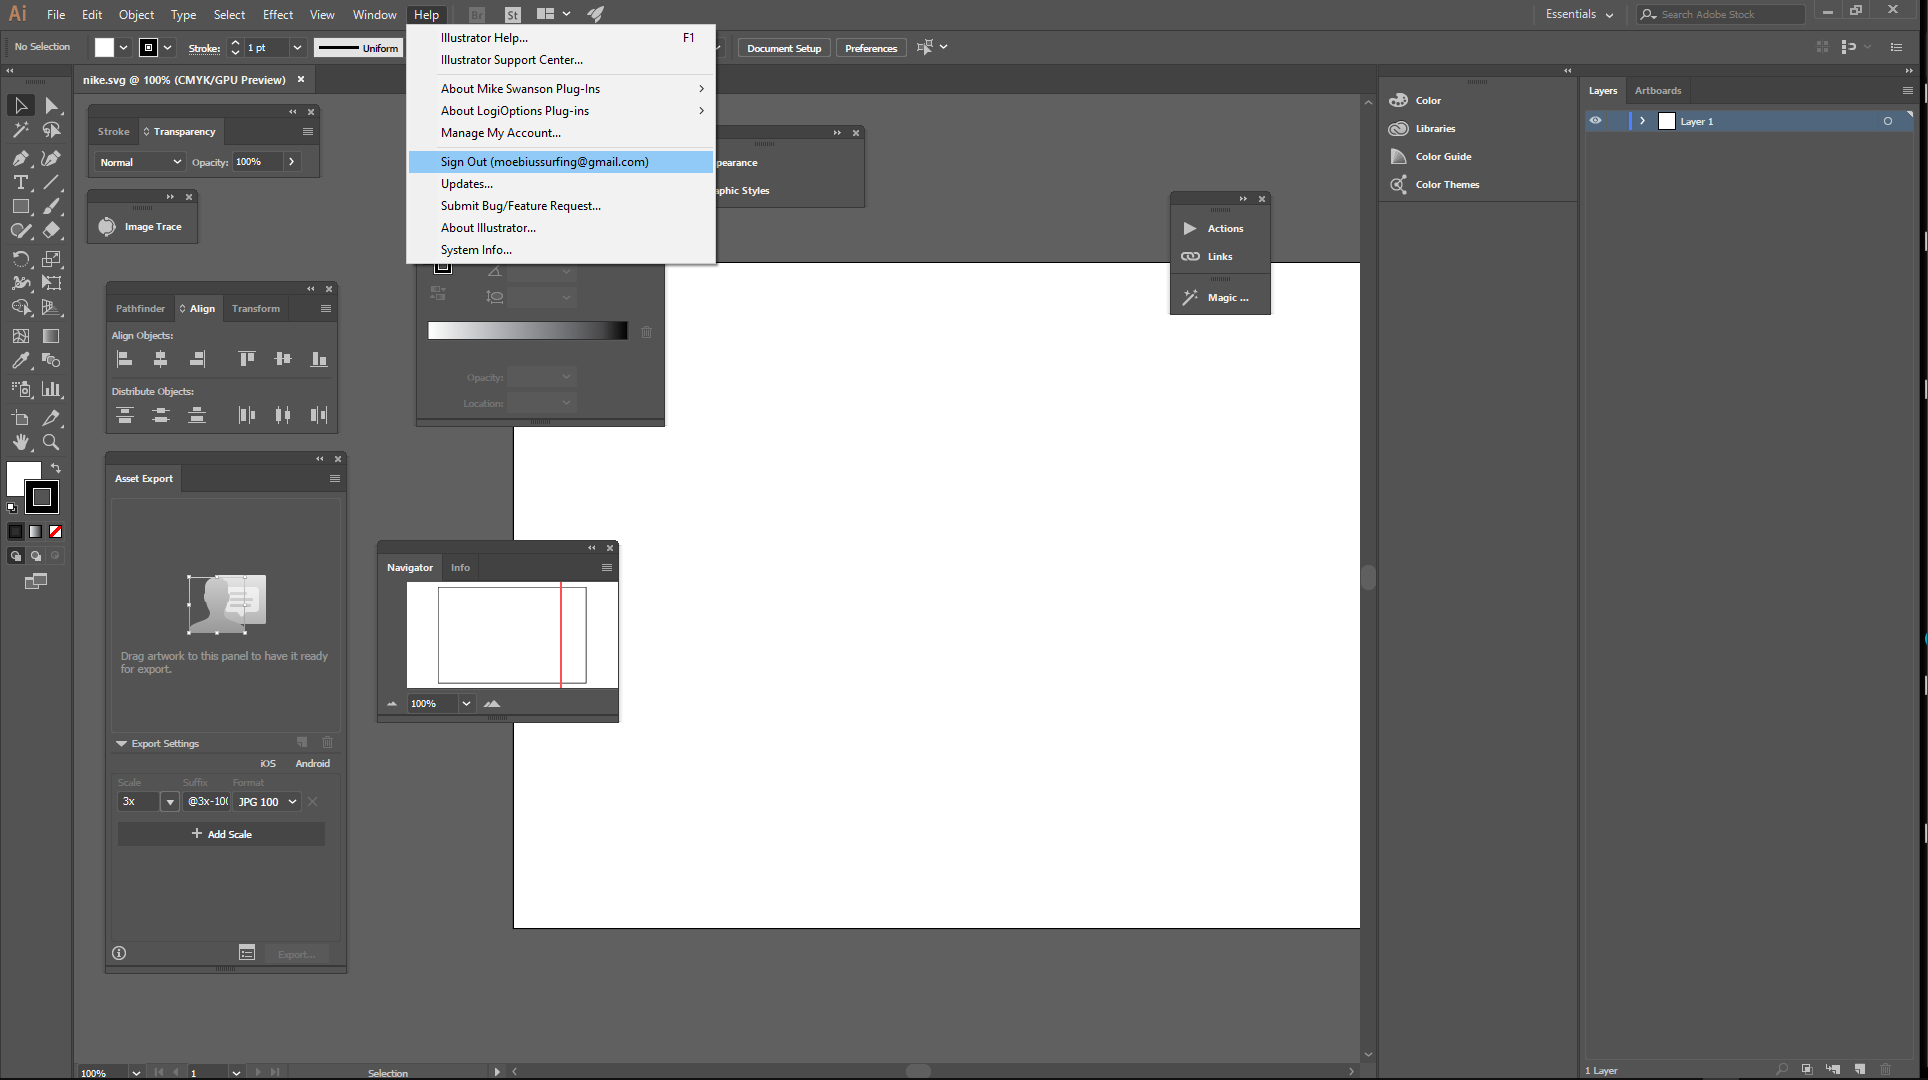 Ai File Edit Object Type Select Effect View Window Help Br St Essentials Search Adobe Stock
No Selection Stroke: 1 pt Uniform Document Setup Preferences
nike.svg @ 100% (CMYK/GPU Preview)
Illustrator Help... F1
Illustrator Support Center...
About Mike Swanson Plug-Ins
About LogiOptions Plug-ins
Manage My Account...
Sign Out (moebiussurfing@gmail.com)
Updates...
Submit Bug/Feature Request...
About Illustrator...
System Info...
Stroke Transparency
Normal Opacity: 100%
Image Trace
pearance
aphic Styles
Pathfinder Align Transform
Align Objects:
Distribute Objects:
Opacity:
Location:
Asset Export
Drag artwork to this panel to have it ready
for export.
Export Settings
iOS Android
Scale Suffix Format
3x @3x-100 JPG 100
Add Scale
Export...
Navigator Info
100%
Actions
Links
Magic ...
Color
Libraries
Color Guide
Color Themes
Layers Artboards
Layer 1
100% 1 Selection
1 Layer